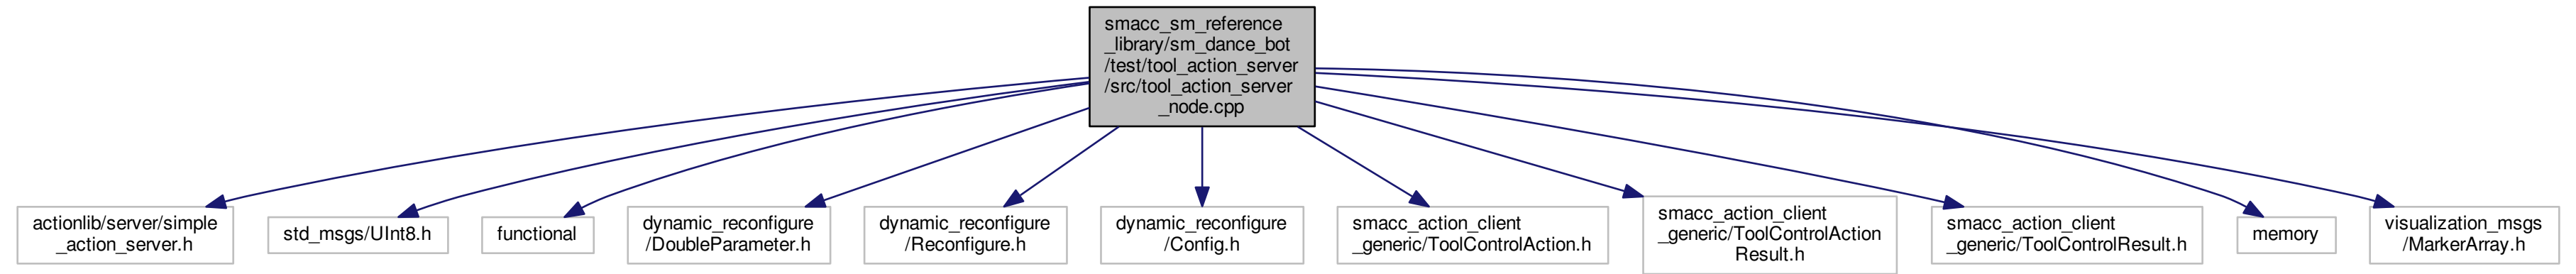 smacc_sm_reference
_library/sm_dance_bot
/test/tool_action_server
/src/tool_action_server
_node.cpp
actionlib/server/simple
_action_server.h
std_msgs/UInt8.h
functional
dynamic_reconfigure
/DoubleParameter.h
dynamic_reconfigure
/Reconfigure.h
dynamic_reconfigure
/Config.h
smacc_action_client
_generic/ToolControlAction.h
smacc_action_client
_generic/ToolControlAction
Result.h
smacc_action_client
_generic/ToolControlResult.h
memory
visualization_msgs
/MarkerArray.h